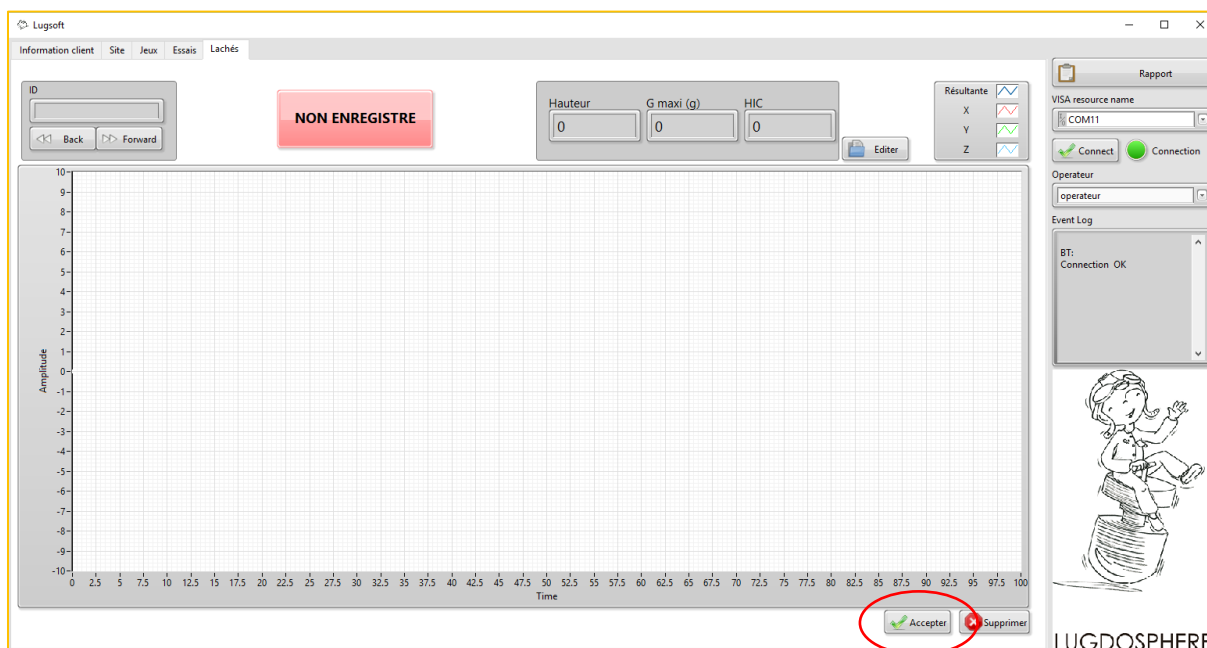 Lugsoft
Information client Site Jeux Essais Lachés
ID
Back Forward
NON ENREGISTRE
Hauteur G maxi (g) HIC
0 0 0
Editer
Résultante
X
Y
Z
Rapport
VISA resource name
COM11
Connect Connection
Operateur
operateur
Event Log
BT:
Connection OK
Amplitude
10
9
8
7
6
5
4
3
2
1
0
-1
-2
-3
-4
-5
-6
-7
-8
-9
-10
0 2.5 5 7.5 10 12.5 15 17.5 20 22.5 25 27.5 30 32.5 35 37.5 40 42.5 45 47.5 50 52.5 55 57.5 60 62.5 65 67.5 70 72.5 75 77.5 80 82.5 85 87.5 90 92.5 95 97.5 100
Time
Accepter Supprimer
LUGDOSPHERE